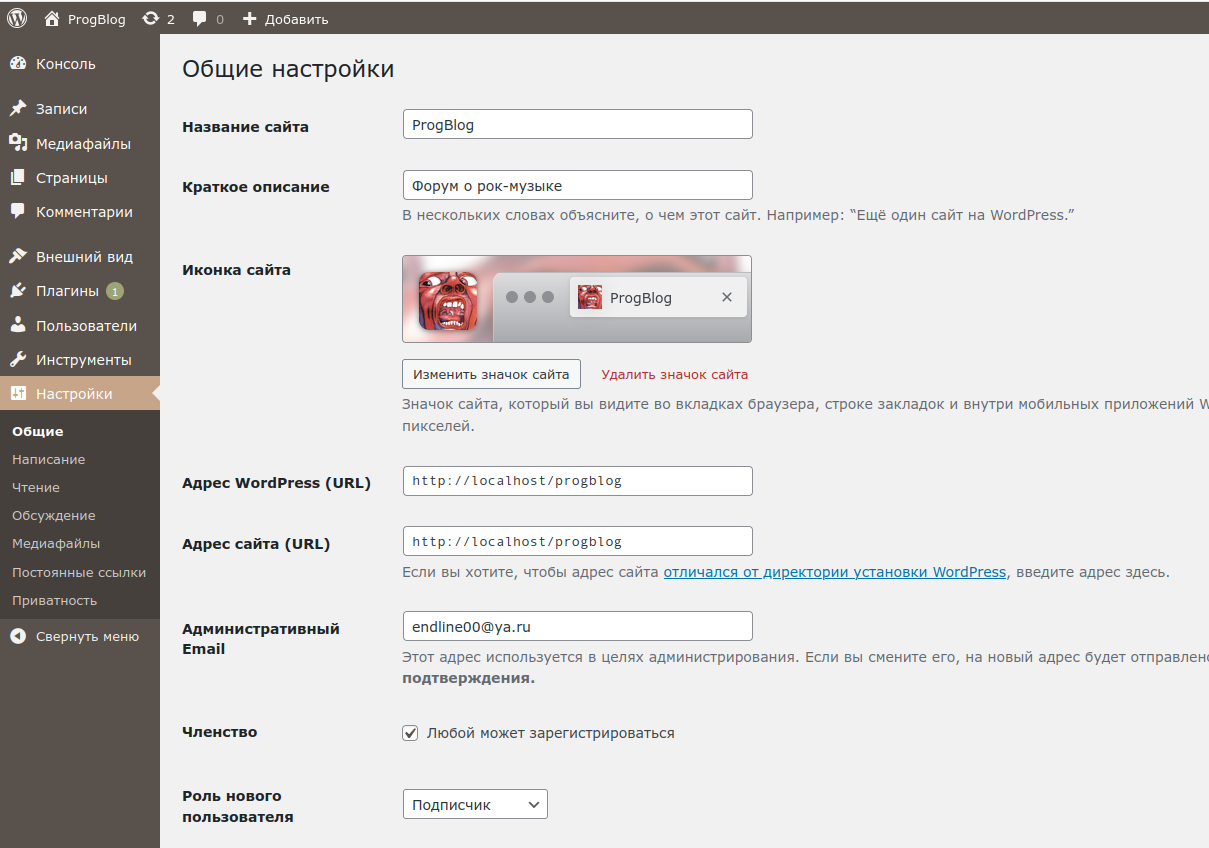 ProgBlog 2 0 Добавить
Консоль
Записи
Медиафайлы
Страницы
Комментарии
Внешний вид
Плагины 1
Пользователи
Инструменты
Настройки
Общие
Написание
Чтение
Обсуждение
Медиафайлы
Постоянные ссылки
Приватность
Свернуть меню
Общие настройки
Название сайта
ProgBlog
Краткое описание
Форум о рок-музыке
В нескольких словах объясните, о чем этот сайт. Например: “Ещё один сайт на WordPress.”
Иконка сайта
ProgBlog
Изменить значок сайта
Удалить значок сайта
Значок сайта, который вы видите во вкладках браузера, строке закладок и внутри мобильных приложений W
пикселей.
Адрес WordPress (URL)
http://localhost/progblog
Адрес сайта (URL)
http://localhost/progblog
Если вы хотите, чтобы адрес сайта отличался от директории установки WordPress, введите адрес здесь.
Административный
Email
endline00@ya.ru
Этот адрес используется в целях администрирования. Если вы смените его, на новый адрес будет отправлено
подтверждения.
Членство
Любой может зарегистрироваться
Роль нового
пользователя
Подписчик